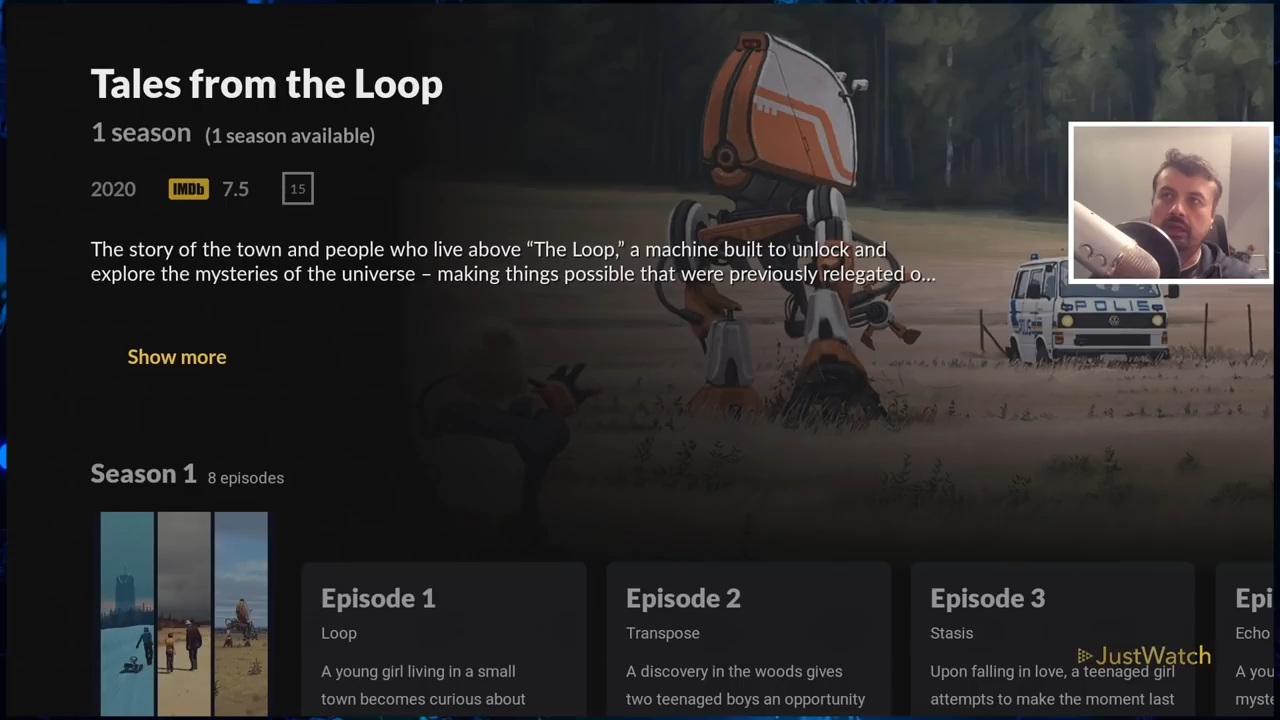 Tales from the Loop
1 season (1 season available)
2020 IMDb 7.5 15
The story of the town and people who live above “The Loop,” a machine built to unlock and
explore the mysteries of the universe – making things possible that were previously relegated o...
POLIS
Show more
Season 1 8 episodes
Episode 1
Loop
A young girl living in a small
town becomes curious about
Episode 2
Transpose
A discovery in the woods gives
two teenaged boys an opportunity
Episode 3
Stasis
Upon falling in love, a teenaged girl
attempts to make the moment last
Epi
Echo
A you
myste
JustWatch